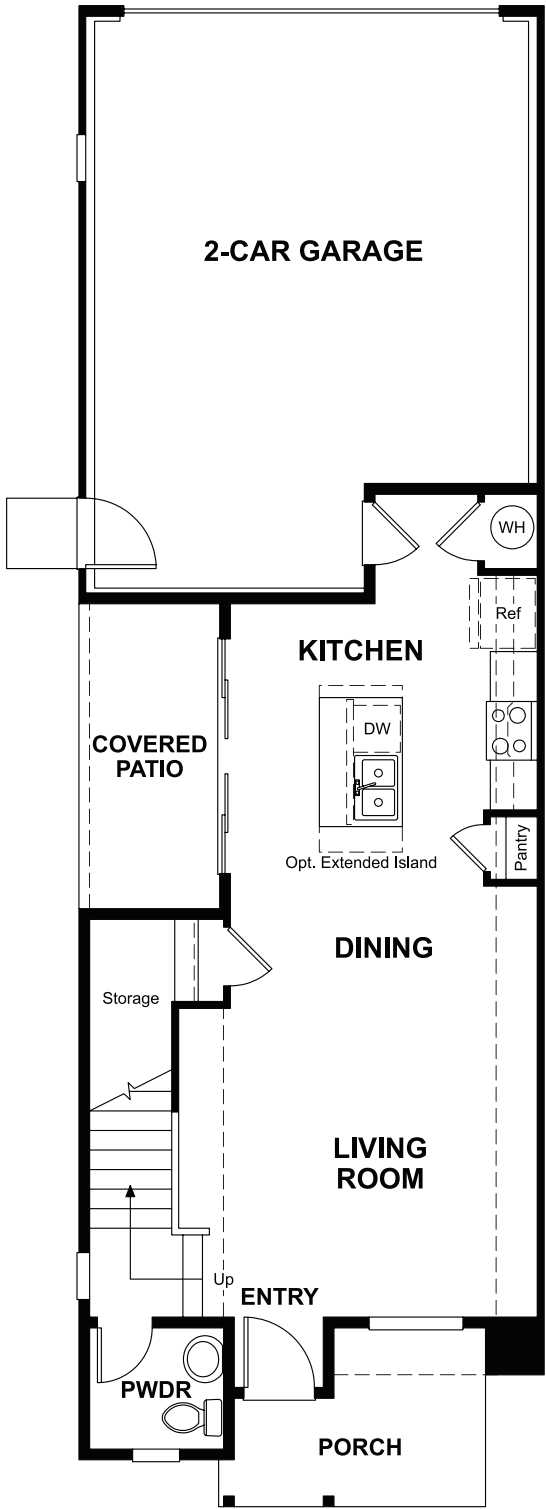 2-CAR GARAGE
WH
Ref
KITCHEN
DW
COVERED
PATIO
Pantry
Opt. Extended Island
DINING
Storage
LIVING
ROOM
Up
ENTRY
PWDR
PORCH